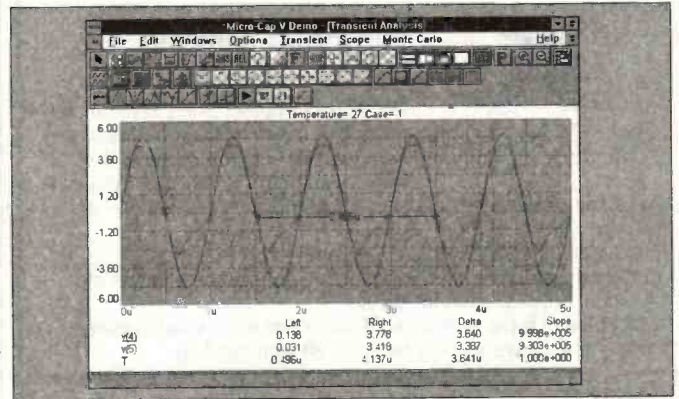 Micro-Cap V Demo - [Transient Analysis
File Edit Windows Options Transient Scope Monte Carlo Help
Temperature= 27 Case= 1
6.00
3.60
1.20
-1.20
-3.60
6.00
0u u 2u 3u 4u 5u
Left Right Delta Slope
v(4) 0.138 3.778 3.640 9.998e+005
v(5) 0.031 3.418 3.387 9.303e+005
T 0.496u 4.137u 3.641u 1.000e+000